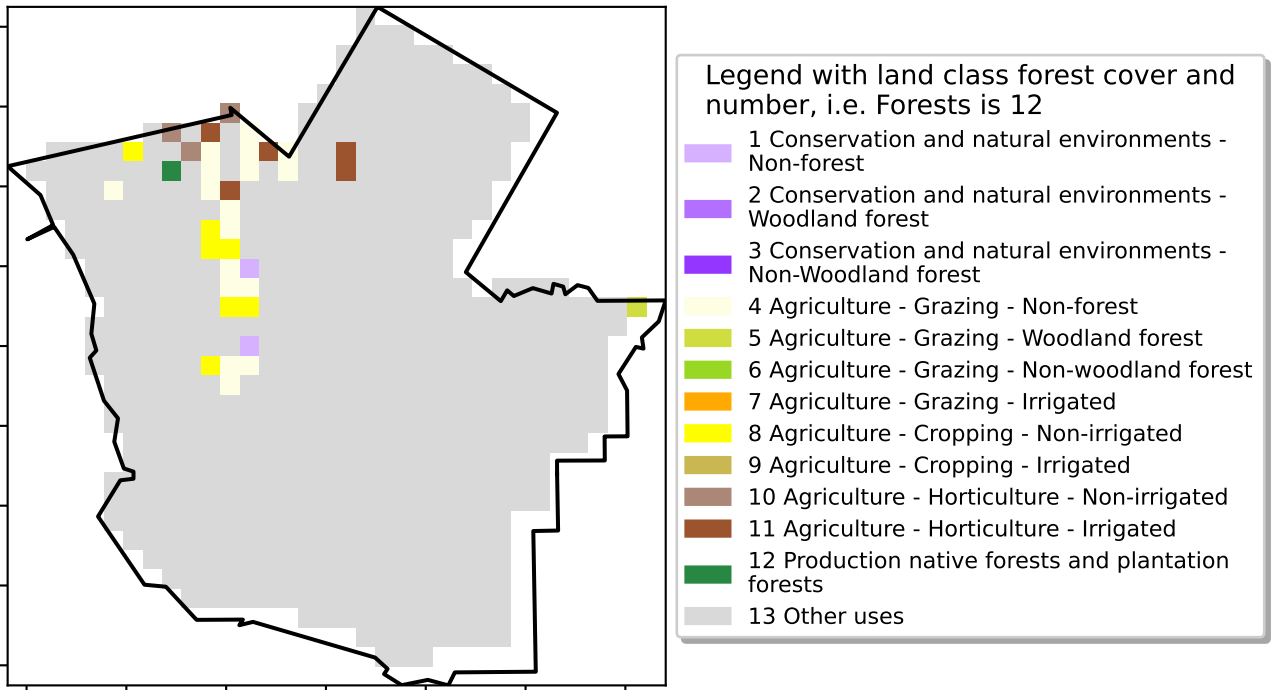 Legend with land class forest cover and
number, i.e. Forests is 12
1 Conservation and natural environments -
Non-forest
2 Conservation and natural environments -
Woodland forest
3 Conservation and natural environments -
Non-Woodland forest
4 Agriculture - Grazing - Non-forest
5 Agriculture - Grazing - Woodland forest
6 Agriculture - Grazing - Non-woodland forest
7 Agriculture - Grazing - Irrigated
8 Agriculture - Cropping - Non-irrigated
9 Agriculture - Cropping - Irrigated
10 Agriculture - Horticulture - Non-irrigated
11 Agriculture - Horticulture - Irrigated
12 Production native forests and plantation
forests
13 Other uses